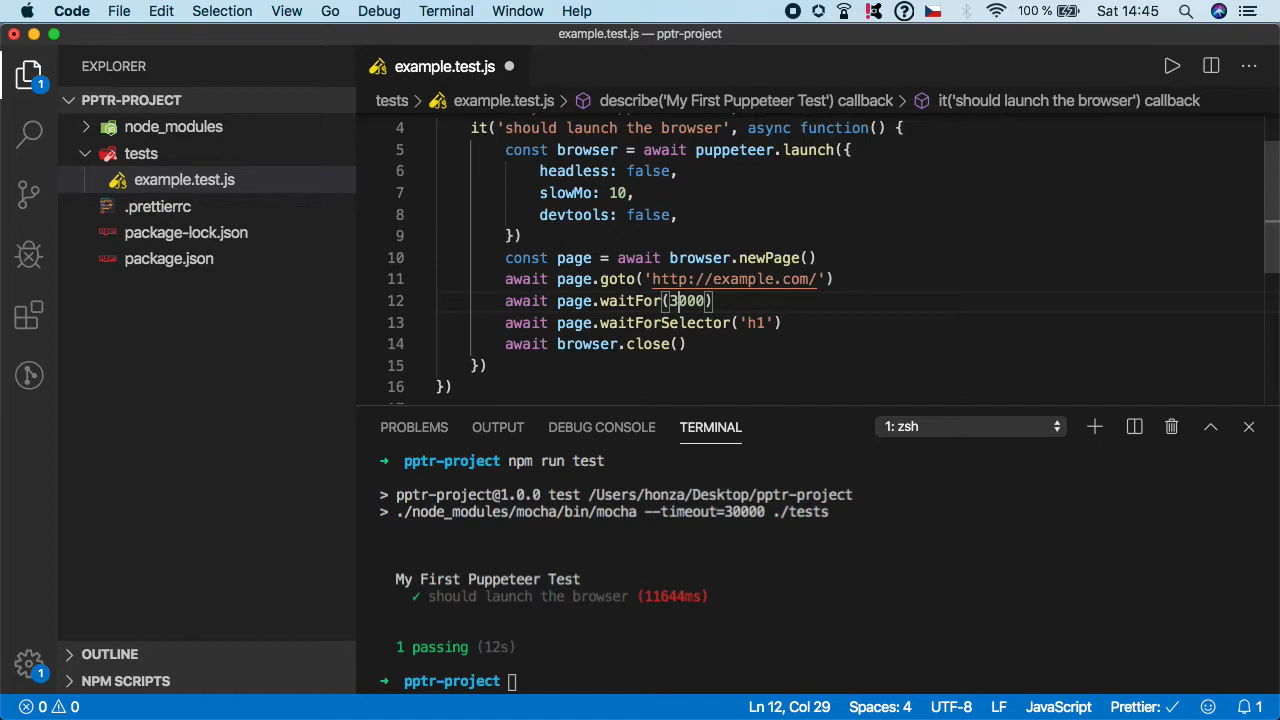 Code File Edit Selection View Go Debug Terminal Window Help 100 % Sat 14:45
example.test.js — pptr-project
EXPLORER
example.test.js
PPTR-PROJECT
tests > example.test.js > describe('My First Puppeteer Test') callback > it('should launch the browser') callback
node_modules
tests
example.test.js
.prettierrc
package-lock.json
package.json
4 it('should launch the browser', async function() {
5 const browser = await puppeteer.launch({
6 headless: false,
7 slowMo: 10,
8 devtools: false,
9 })
10 const page = await browser.newPage()
11 await page.goto('http://example.com/')
12 await page.waitFor(3000)
13 await page.waitForSelector('h1')
14 await browser.close()
15 })
16 })
PROBLEMS OUTPUT DEBUG CONSOLE TERMINAL 1: zsh
→ pptr-project npm run test
> pptr-project@1.0.0 test /Users/honza/Desktop/pptr-project
> ./node_modules/mocha/bin/mocha --timeout=30000 ./tests
My First Puppeteer Test
✓ should launch the browser (11644ms)
1 passing (12s)
→ pptr-project
1
1
OUTLINE
NPM SCRIPTS
0 0 Ln 12, Col 29 Spaces: 4 UTF-8 LF JavaScript Prettier: ✓ 1